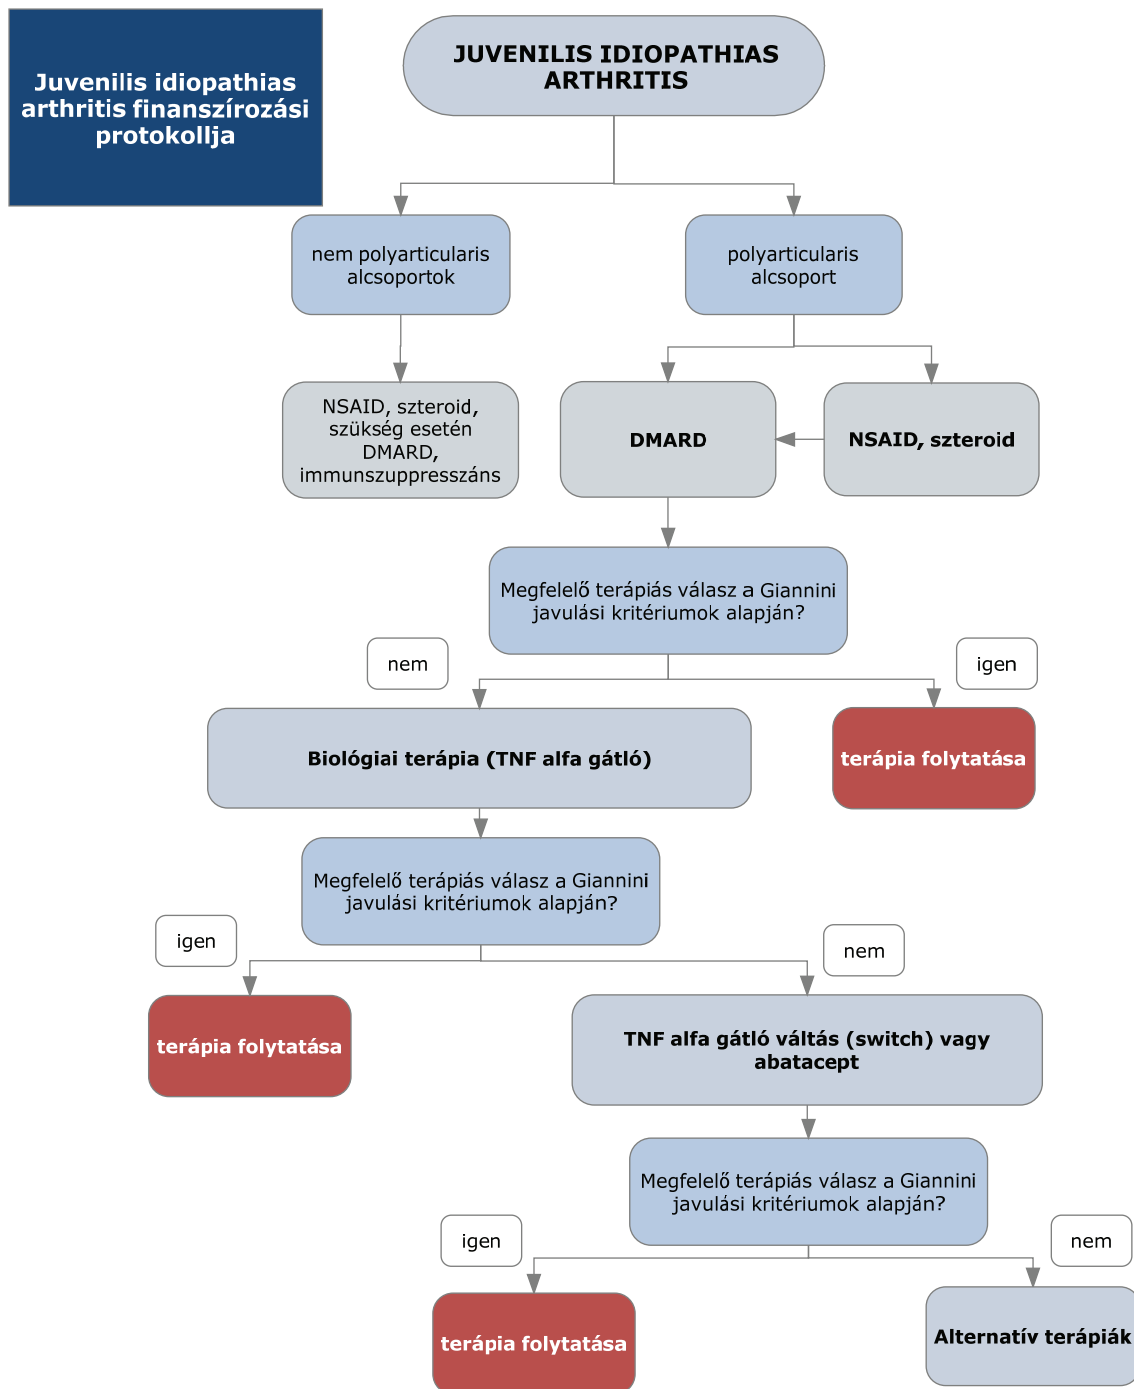 Juvenilis idiopathias
arthritis finanszírozási
protokollja
JUVENILIS IDIOPATHIAS
ARTHRITIS
nem polyarticularis
alcsoportok
polyarticularis
alcsoport
NSAID, szteroid,
szükség esetén
DMARD,
immunszuppresszáns
DMARD
NSAID, szteroid
Megfelelő terápiás válasz a Giannini
javulási kritériumok alapján?
nem
igen
Biológiai terápia (TNF alfa gátló)
terápia folytatása
Megfelelő terápiás válasz a Giannini
javulási kritériumok alapján?
igen
nem
terápia folytatása
TNF alfa gátló váltás (switch) vagy
abatacept
Megfelelő terápiás válasz a Giannini
javulási kritériumok alapján?
igen
nem
terápia folytatása
Alternatív terápiák